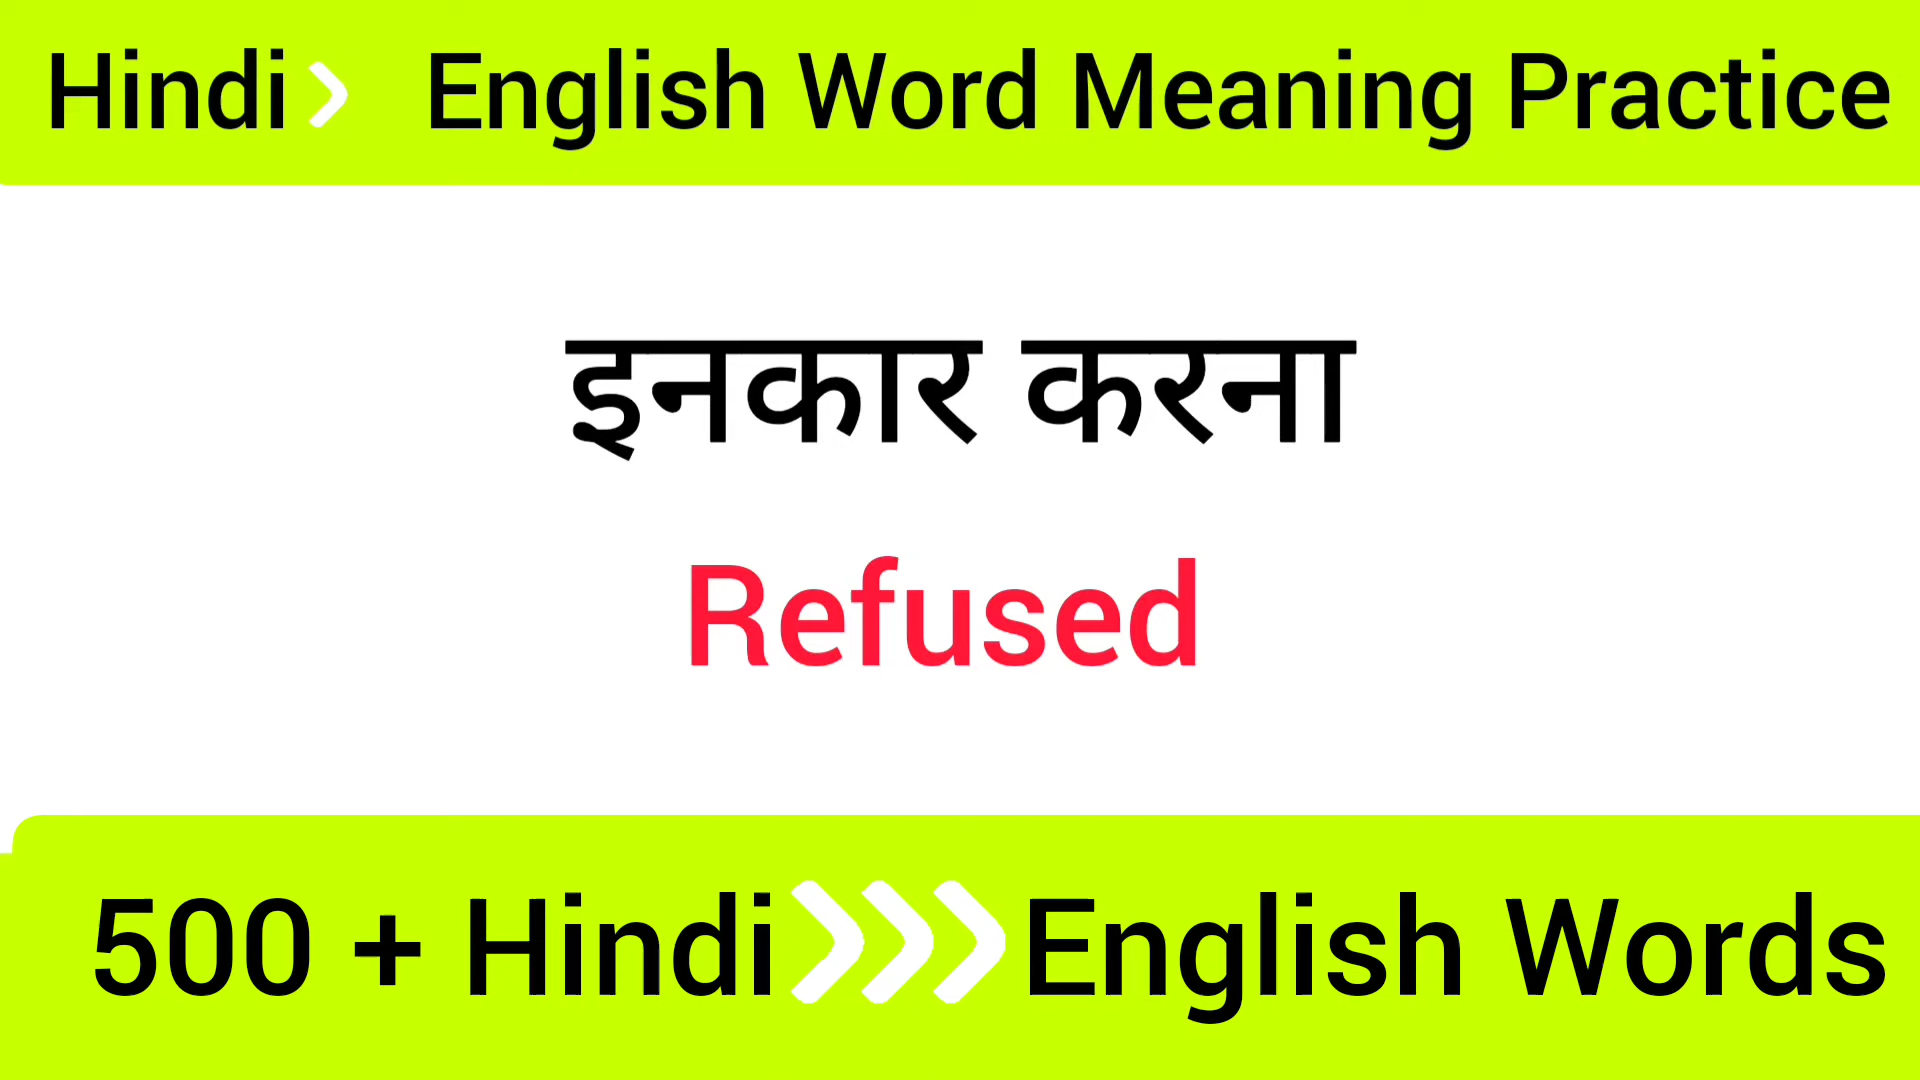 Hindi > English Word Meaning Practice
इनकार करना
Refused
500 + Hindi >>> English Words